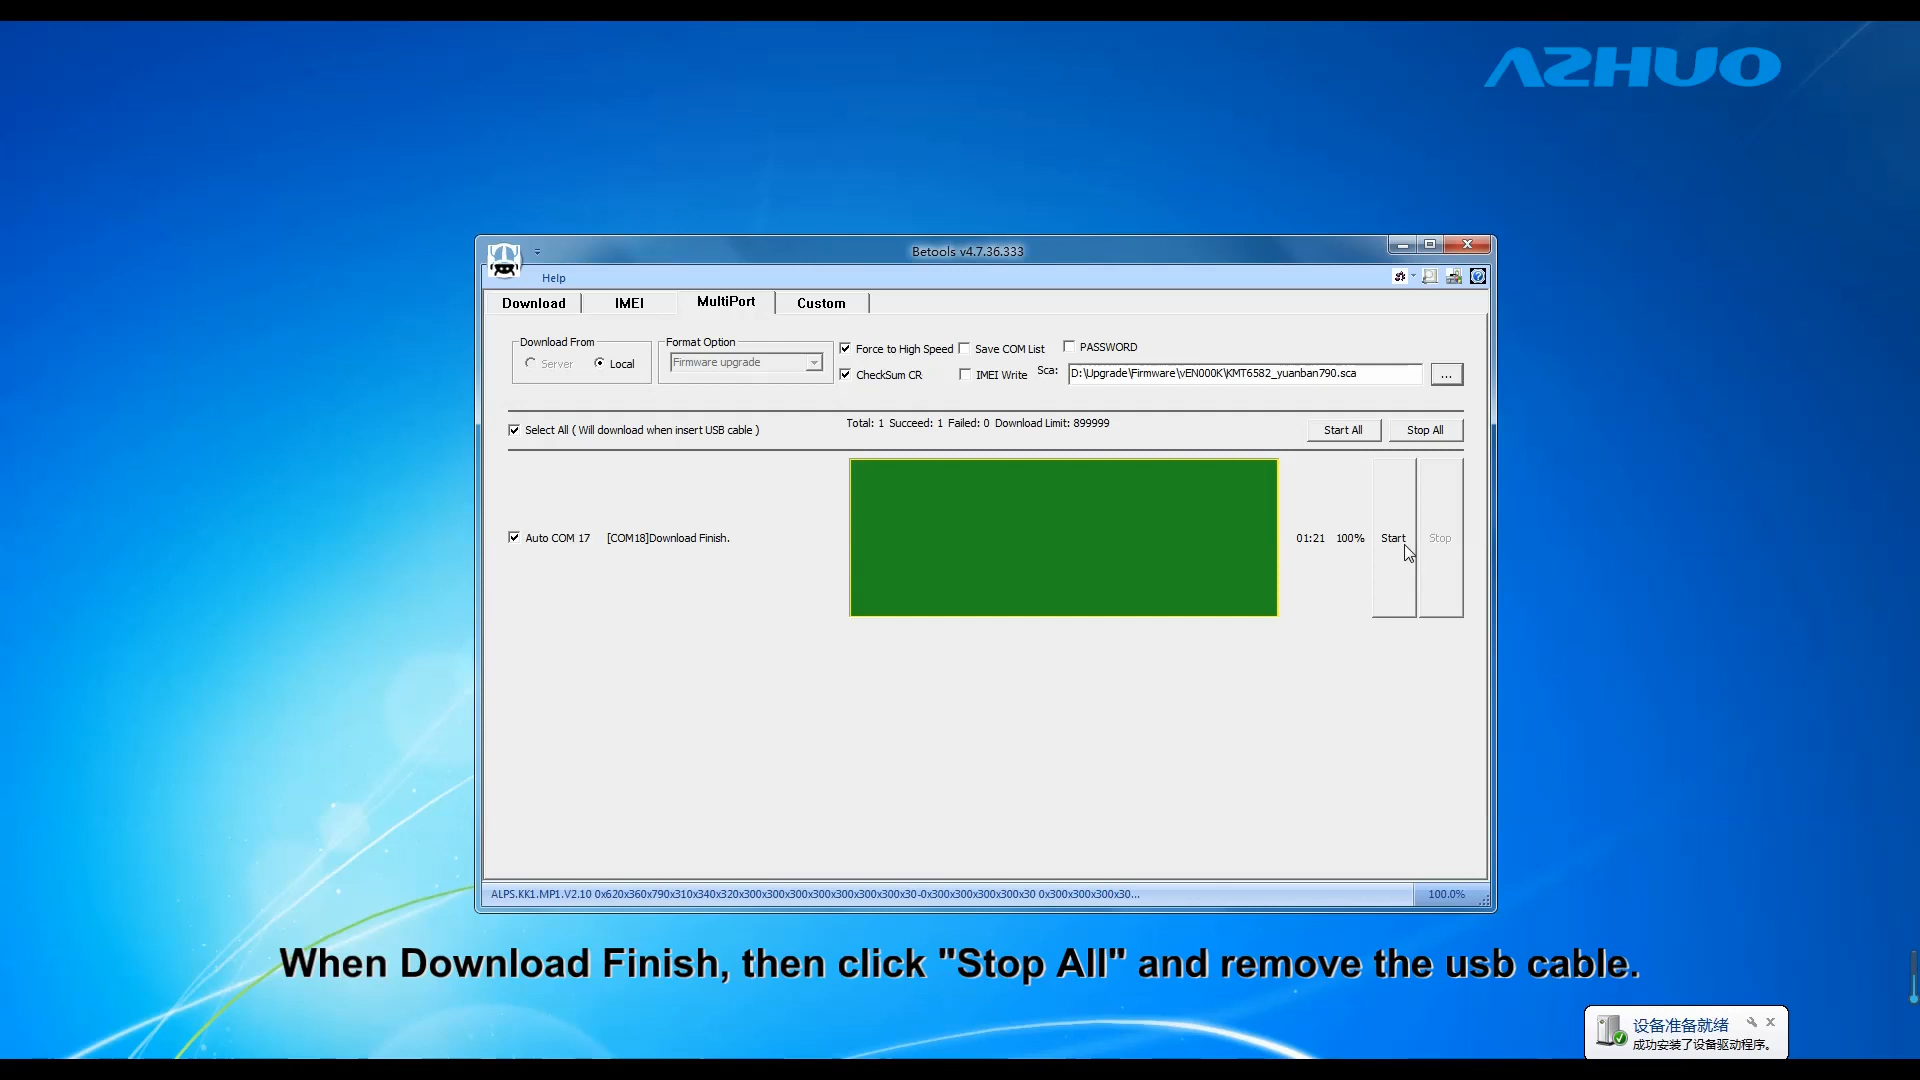 AZHUO
Betools v4.7.36.333
Help
Download IMEI MultiPort Custom
Download From Format Option
Force to High Speed Save COM List PASSWORD
Server Local Firmware upgrade
CheckSum CR IMEI Write Sca: D:\Upgrade\Firmware\vEN000K\KMT6582_yuanban790.sca ...
Select All ( Will download when insert USB cable ) Total: 1 Succeed: 1 Failed: 0 Download Limit: 899999 Start All Stop All
Auto COM 17 [COM18]Download Finish. 01:21 100% Start Stop
ALPS.KK1.MP1.V2.10 0x620x360x790x310x340x320x300x300x300x300x300x300x300x30-0x300x300x300x300x30 0x300x300x300x30... 100.0%
When Download Finish, then click "Stop All" and remove the usb cable.
设备准备就绪
成功安装了设备驱动程序。